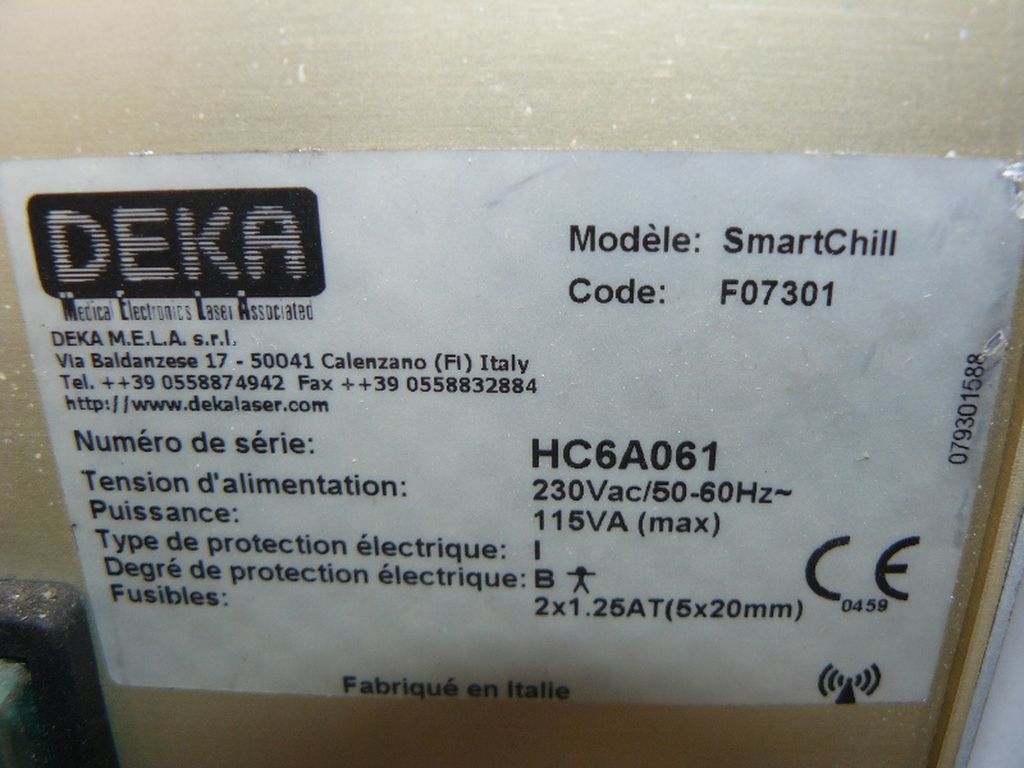 DEKA
Medical Electronics Laser Associated
DEKA M.E.L.A. s.r.l.
Via Baldanzese 17 - 50041 Calenzano (FI) Italy
Tel. ++39 0558874942 Fax ++39 0558832884
http://www.dekalaser.com
Modèle: SmartChill
Code: F07301
Numéro de série: HC6A061
Tension d'alimentation: 230Vac/50-60Hz~
Puissance: 115VA (max)
Type de protection électrique: I
Degré de protection électrique: B
Fusibles: 2x1.25AT(5x20mm)
CE
0459
Fabriqué en Italie
079301588